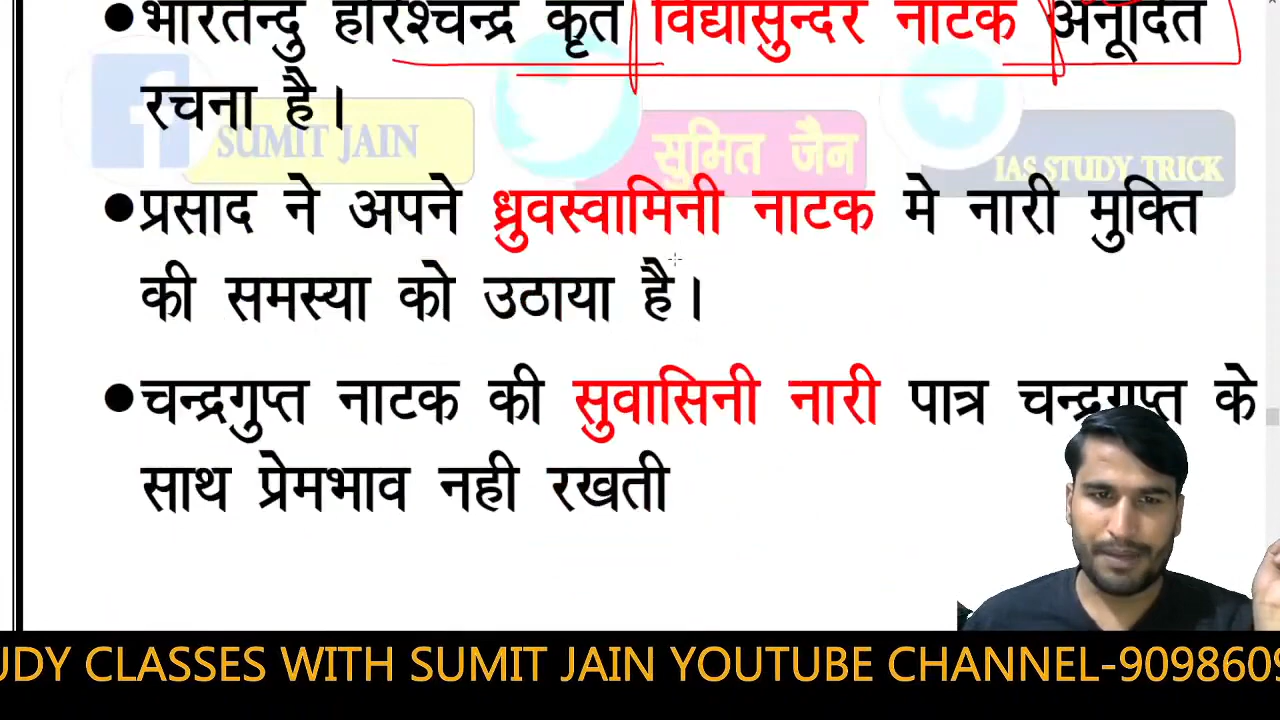 भारतेन्दु हरिश्चन्द्र कृत विद्यासुन्दर नाटक अनूदित
रचना है।
SUMIT JAIN
सुमित जैन
IAS STUDY TRICK
●प्रसाद ने अपने ध्रुवस्वामिनी नाटक मे नारी मुक्ति
की समस्या को उठाया है।
●चन्द्रगुप्त नाटक की सुवासिनी नारी पात्र चन्द्रगुप्त के
साथ प्रेमभाव नही रखती
UDY CLASSES WITH SUMIT JAIN YOUTUBE CHANNEL-909860